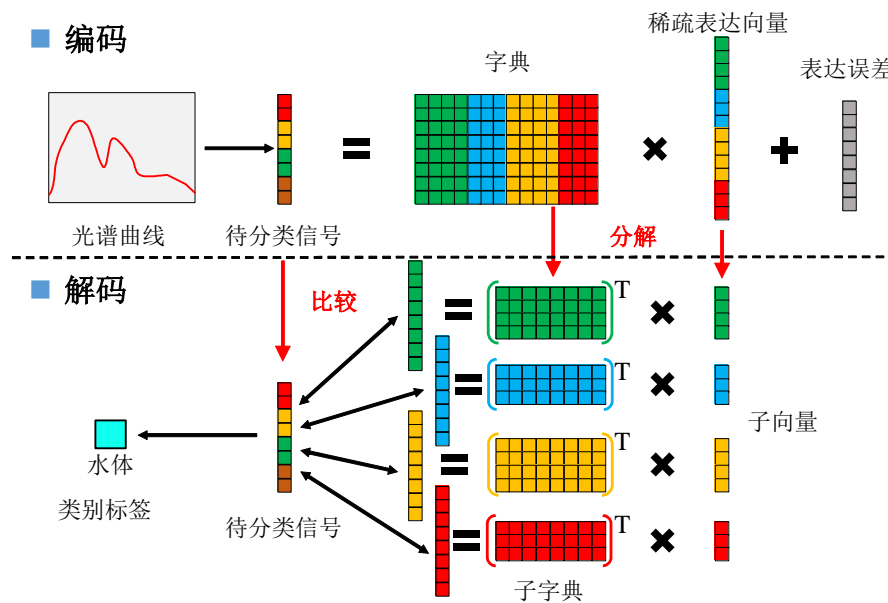 编码
稀疏表达向量
字典
表达误差
光谱曲线
待分类信号
分解
解码
比较
T
T
子向量
水体
T
类别标签
待分类信号
T
子字典